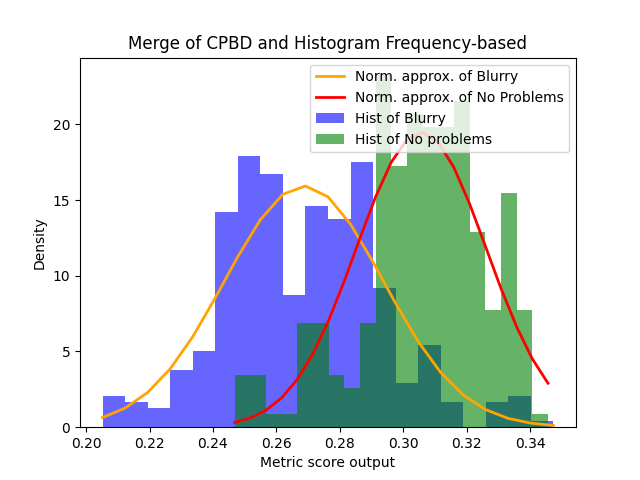 Merge of CPBD and Histogram Frequency-based
Norm. approx. of Blurry
Norm. approx. of No Problems
Hist of Blurry
Hist of No problems
Density
20
15
10
5
0
0.20 0.22 0.24 0.26 0.28 0.30 0.32 0.34
Metric score output